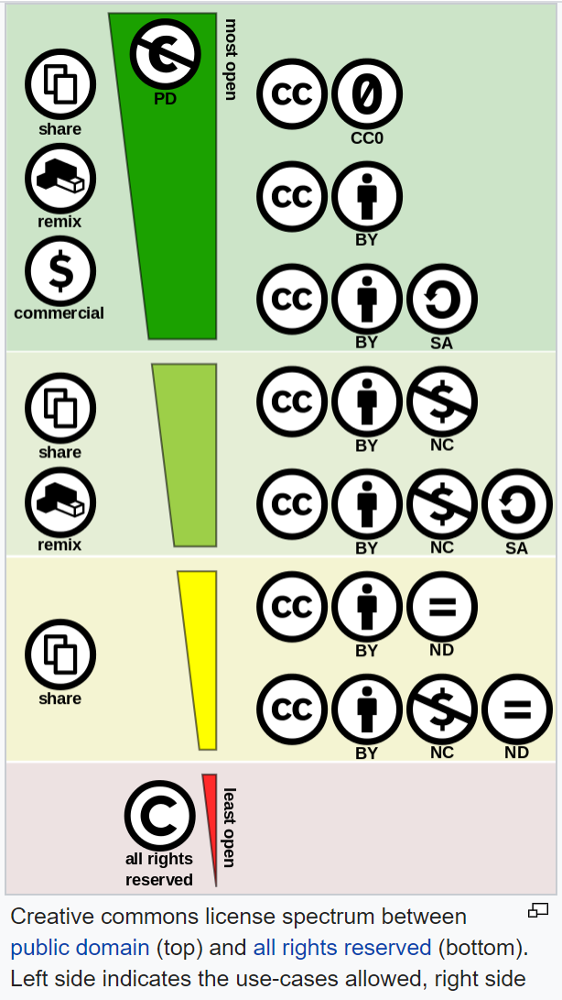 PD
most open
share
CC0
remix
BY
commercial
BY
SA
share
BY
NC
remix
BY
NC
SA
share
BY
ND
BY
NC
ND
all rights
reserved
least open
Creative commons license spectrum between
public domain (top) and all rights reserved (bottom).
Left side indicates the use-cases allowed, right side